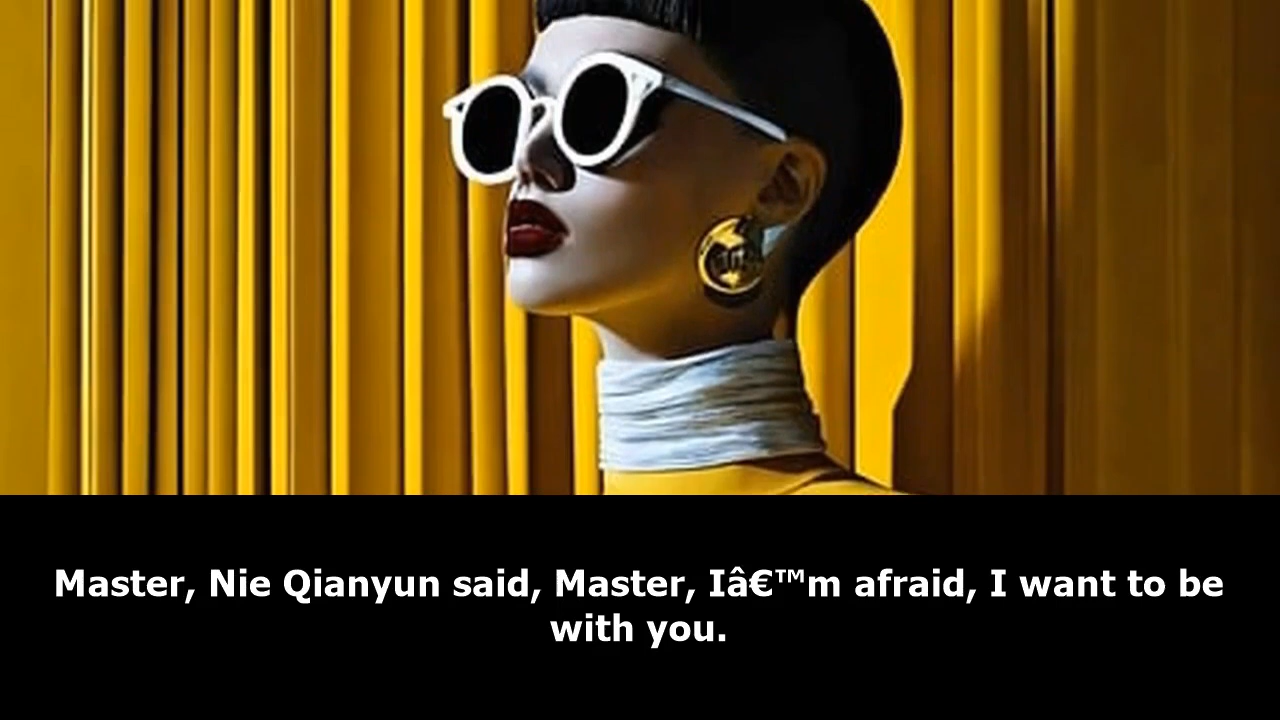 Master, Nie Qianyun said, Master, Iâ€™m afraid, I want to be
with you.